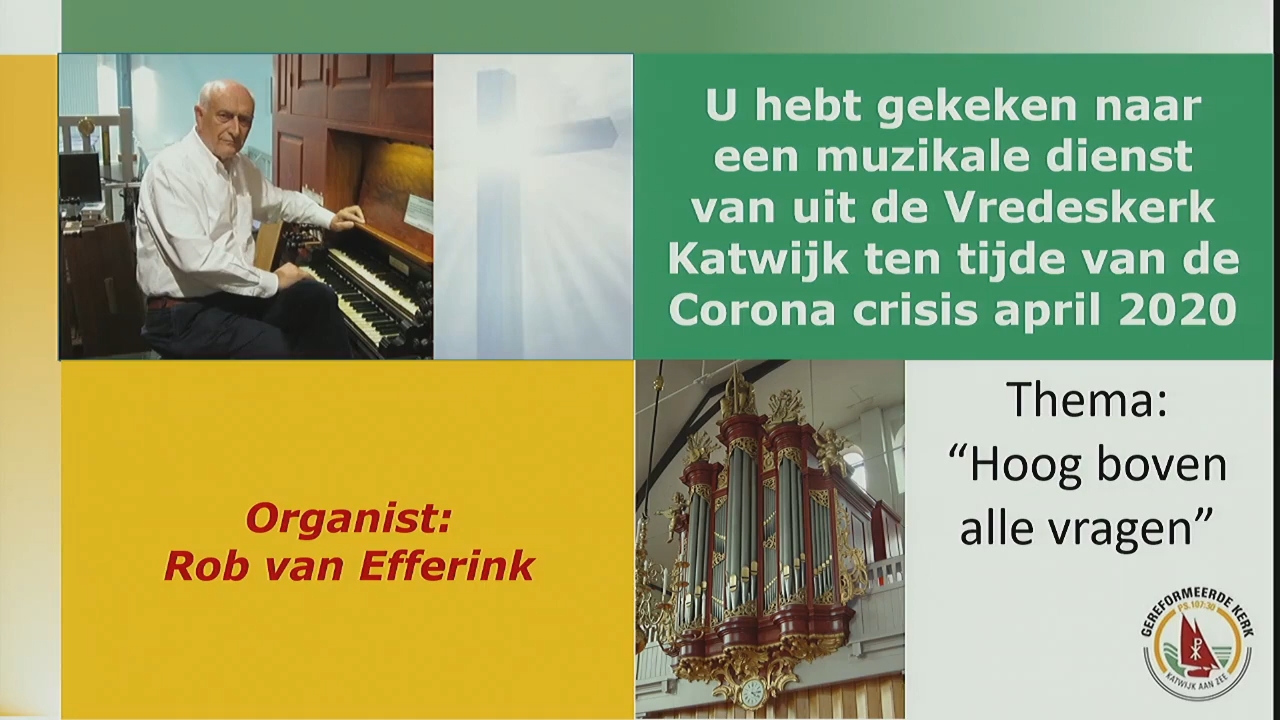 U hebt gekeken naar
een muzikale dienst
van uit de Vredeskerk
Katwijk ten tijde van de
Corona crisis april 2020
Organist:
Rob van Efferink
Thema:
“Hoog boven
alle vragen”
GEREFORMEERDE KERK
PS.107:30
KATWIJK AAN ZEE